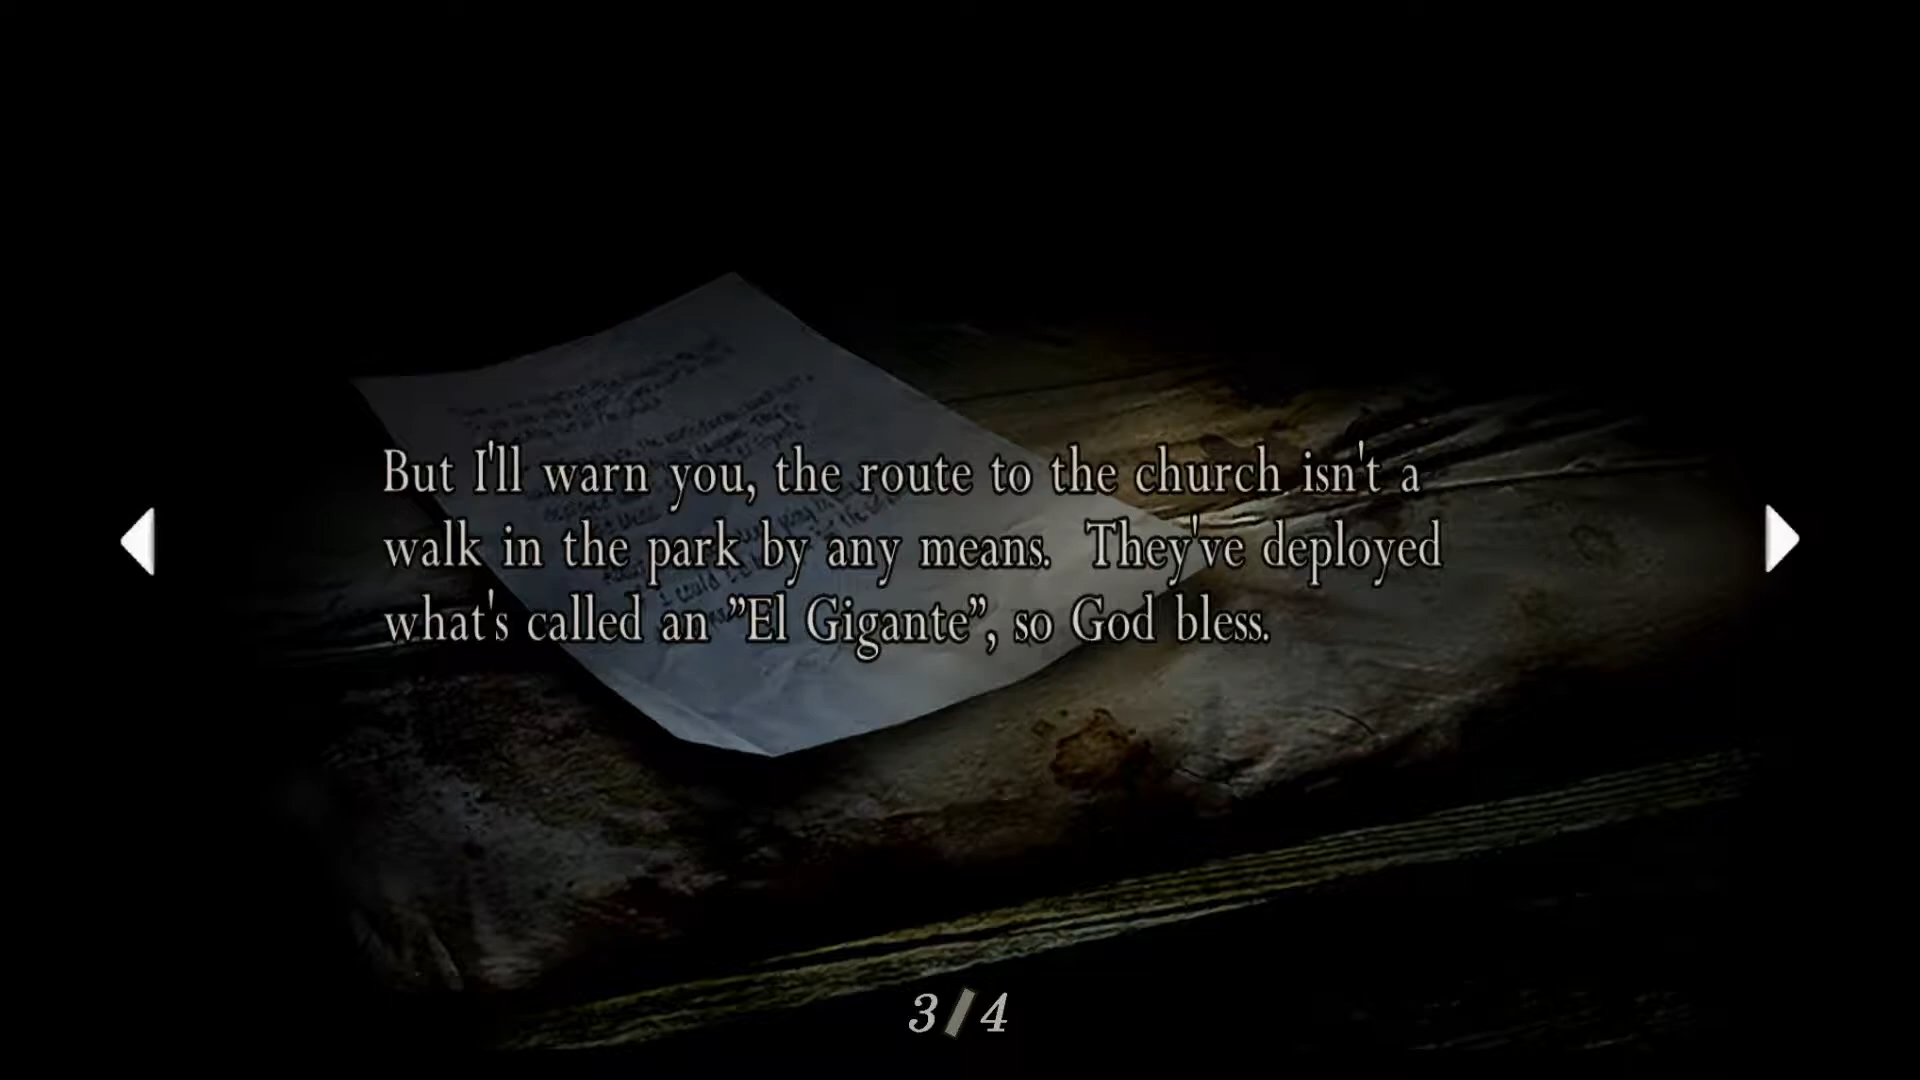 But I'll warn you, the route to the church isn't a
walk in the park by any means.  They've deployed
what's called an ”El Gigante”, so God bless.
3/4